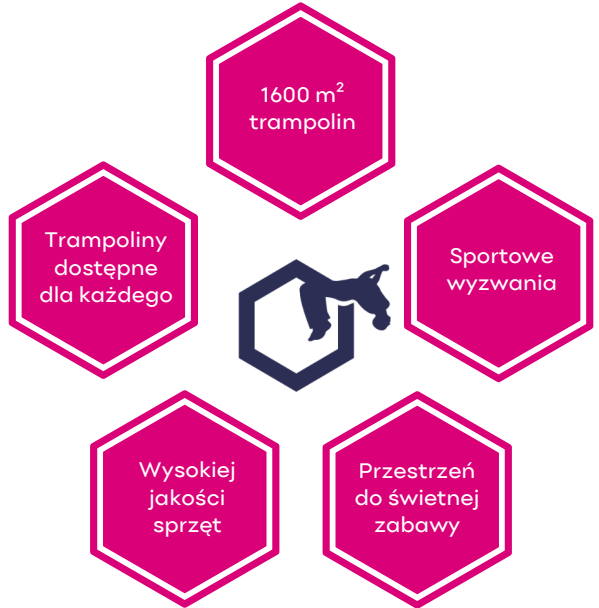 1600 m²
trampolin
Trampoliny
dostępne
dla każdego
Sportowe
wyzwania
Wysokiej
jakości
sprzęt
Przestrzeń
do świetnej
zabawy